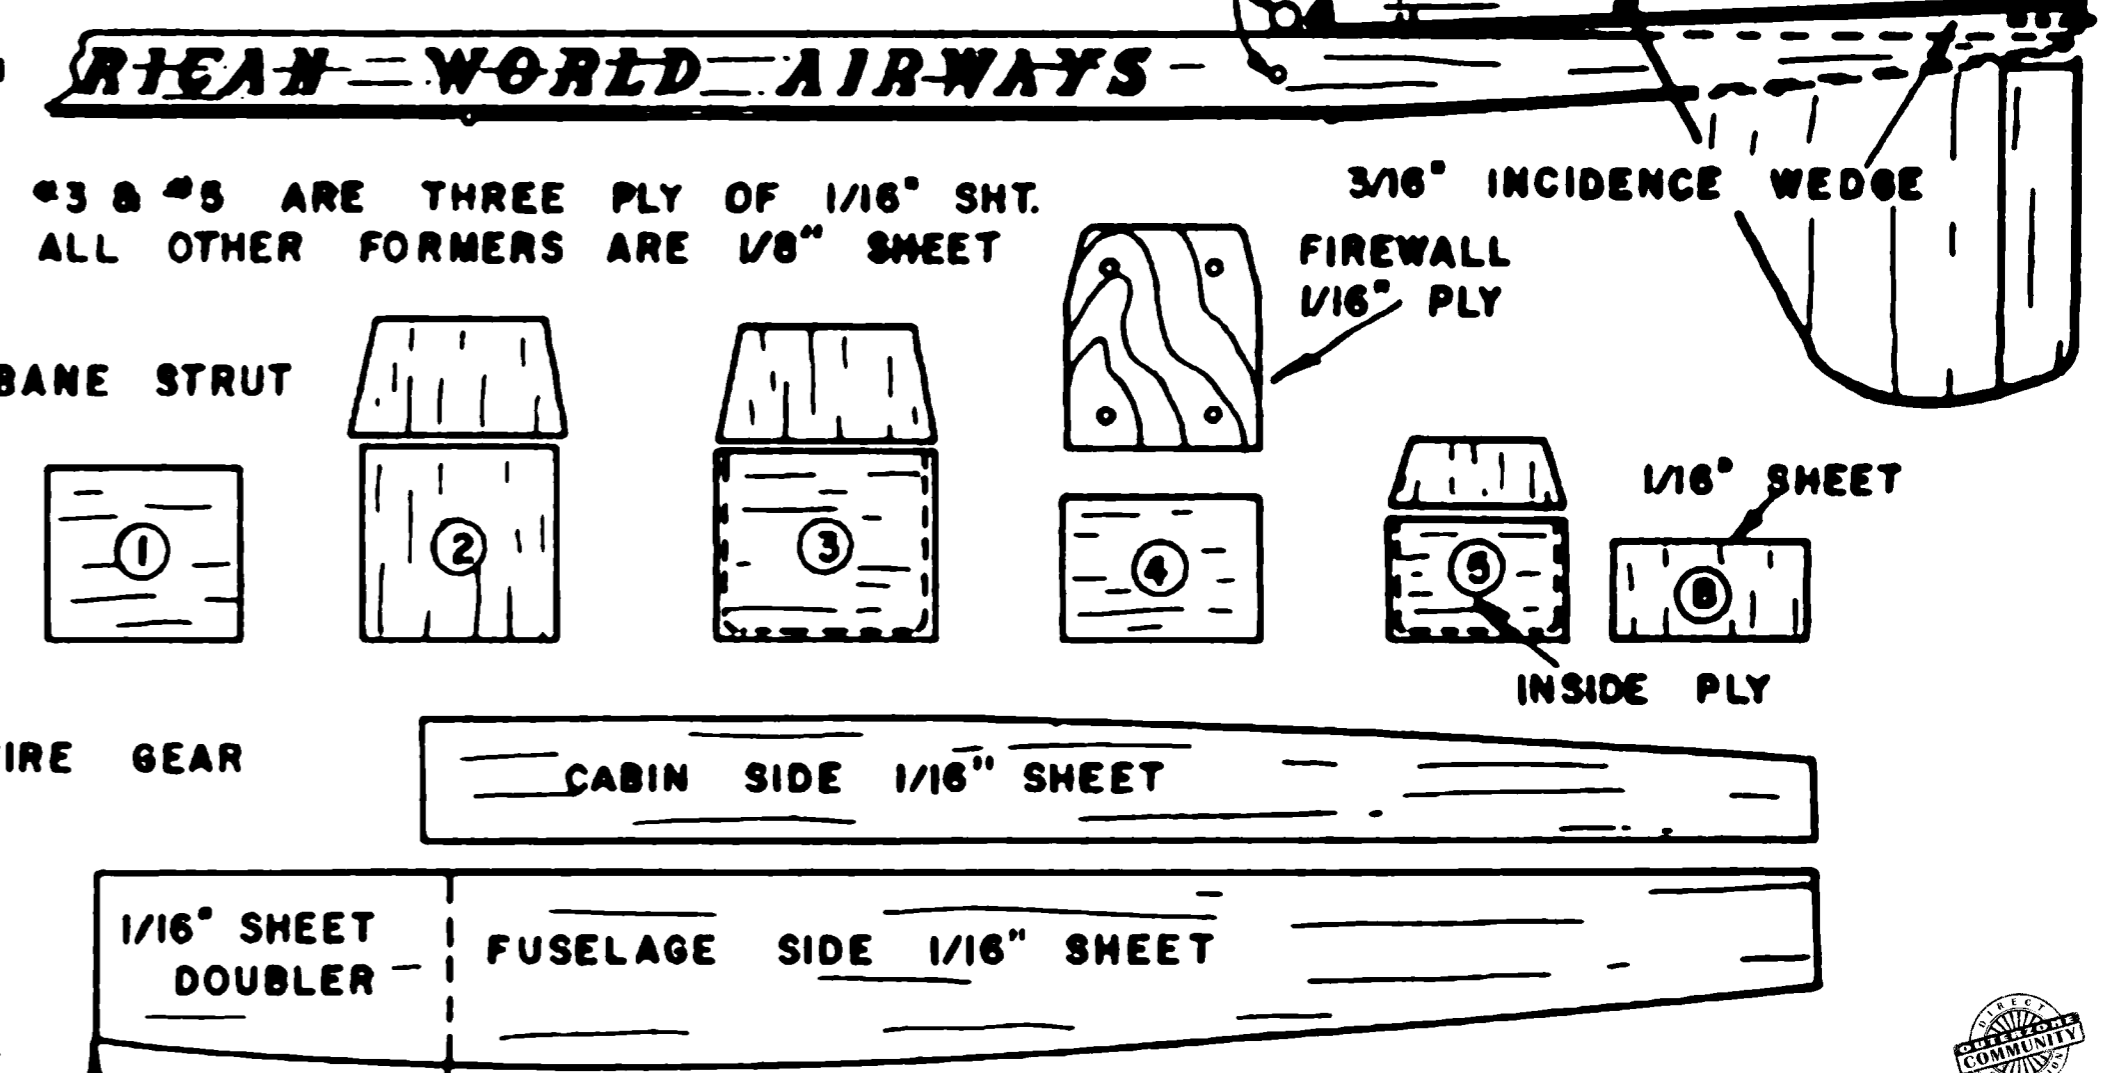 RICAN WORLD AIRWAYS
#3 & #5 ARE THREE PLY OF 1/16" SHT.
ALL OTHER FORMERS ARE 1/8" SHEET
3/16" INCIDENCE WEDGE
FIREWALL
1/16" PLY
BANE STRUT
1/16" SHEET
1
2
3
4
5
6
INSIDE PLY
IRE GEAR
CABIN SIDE 1/16" SHEET
1/16" SHEET
DOUBLER
FUSELAGE SIDE 1/16" SHEET
DIRECT
OUTERZONE
COMMUNITY